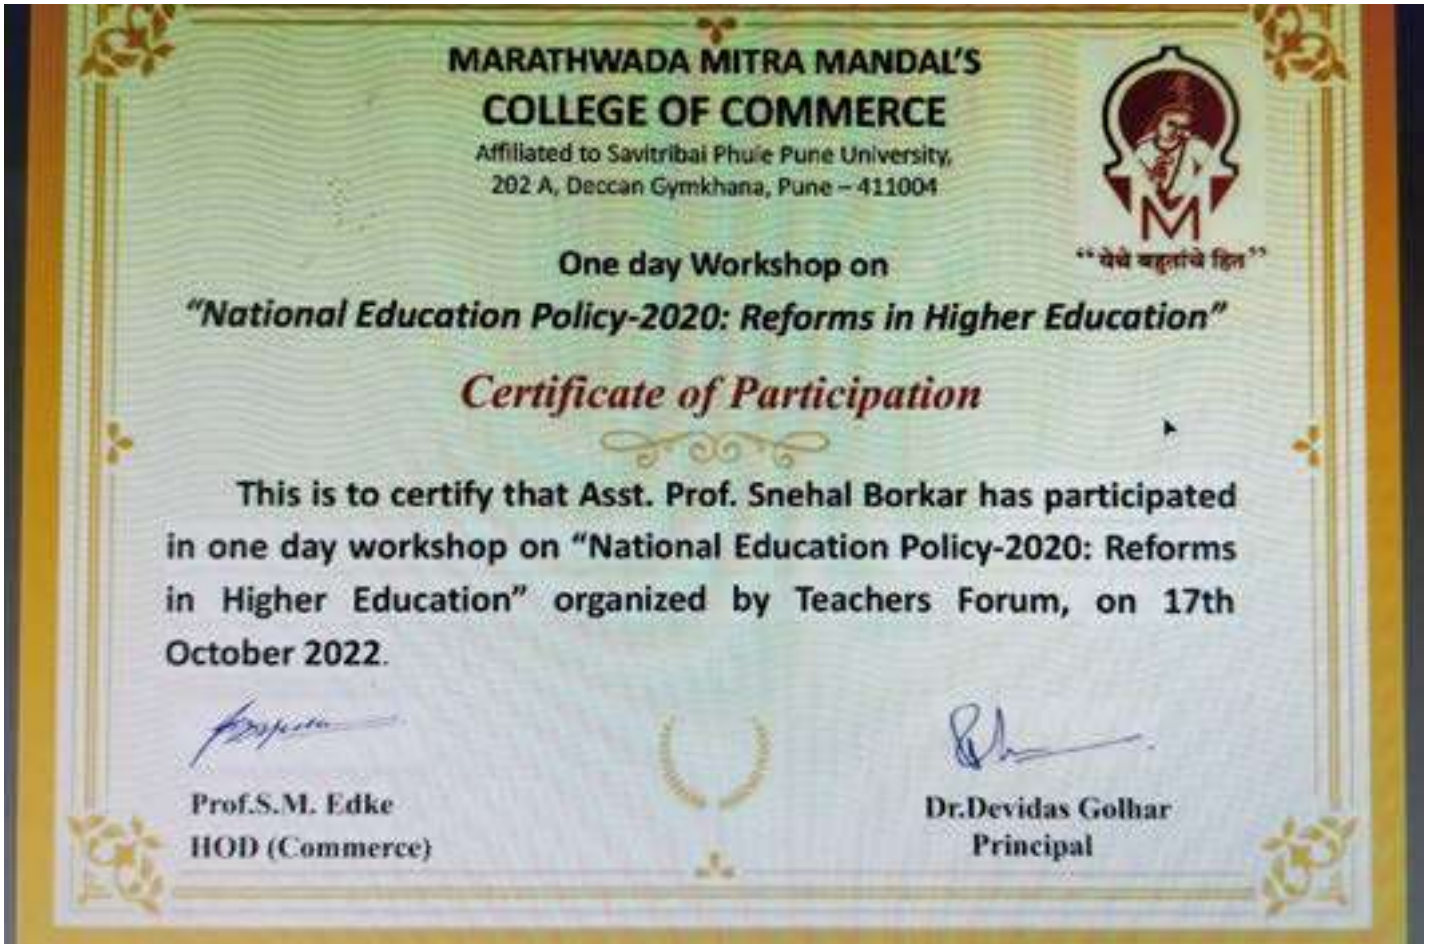 MARATHWADA MITRA MANDAL'S
COLLEGE OF COMMERCE
Affiliated to Savitribai Phule Pune University,
202 A, Deccan Gymkhana, Pune – 411004
M
“येथे बहुतांचे हित”
One day Workshop on
“National Education Policy-2020: Reforms in Higher Education”
Certificate of Participation
This is to certify that Asst. Prof. Snehal Borkar has participated
in one day workshop on “National Education Policy-2020: Reforms
in Higher Education” organized by Teachers Forum, on 17th
October 2022.
Prof.S.M. Edke
HOD (Commerce)
Dr.Devidas Golhar
Principal